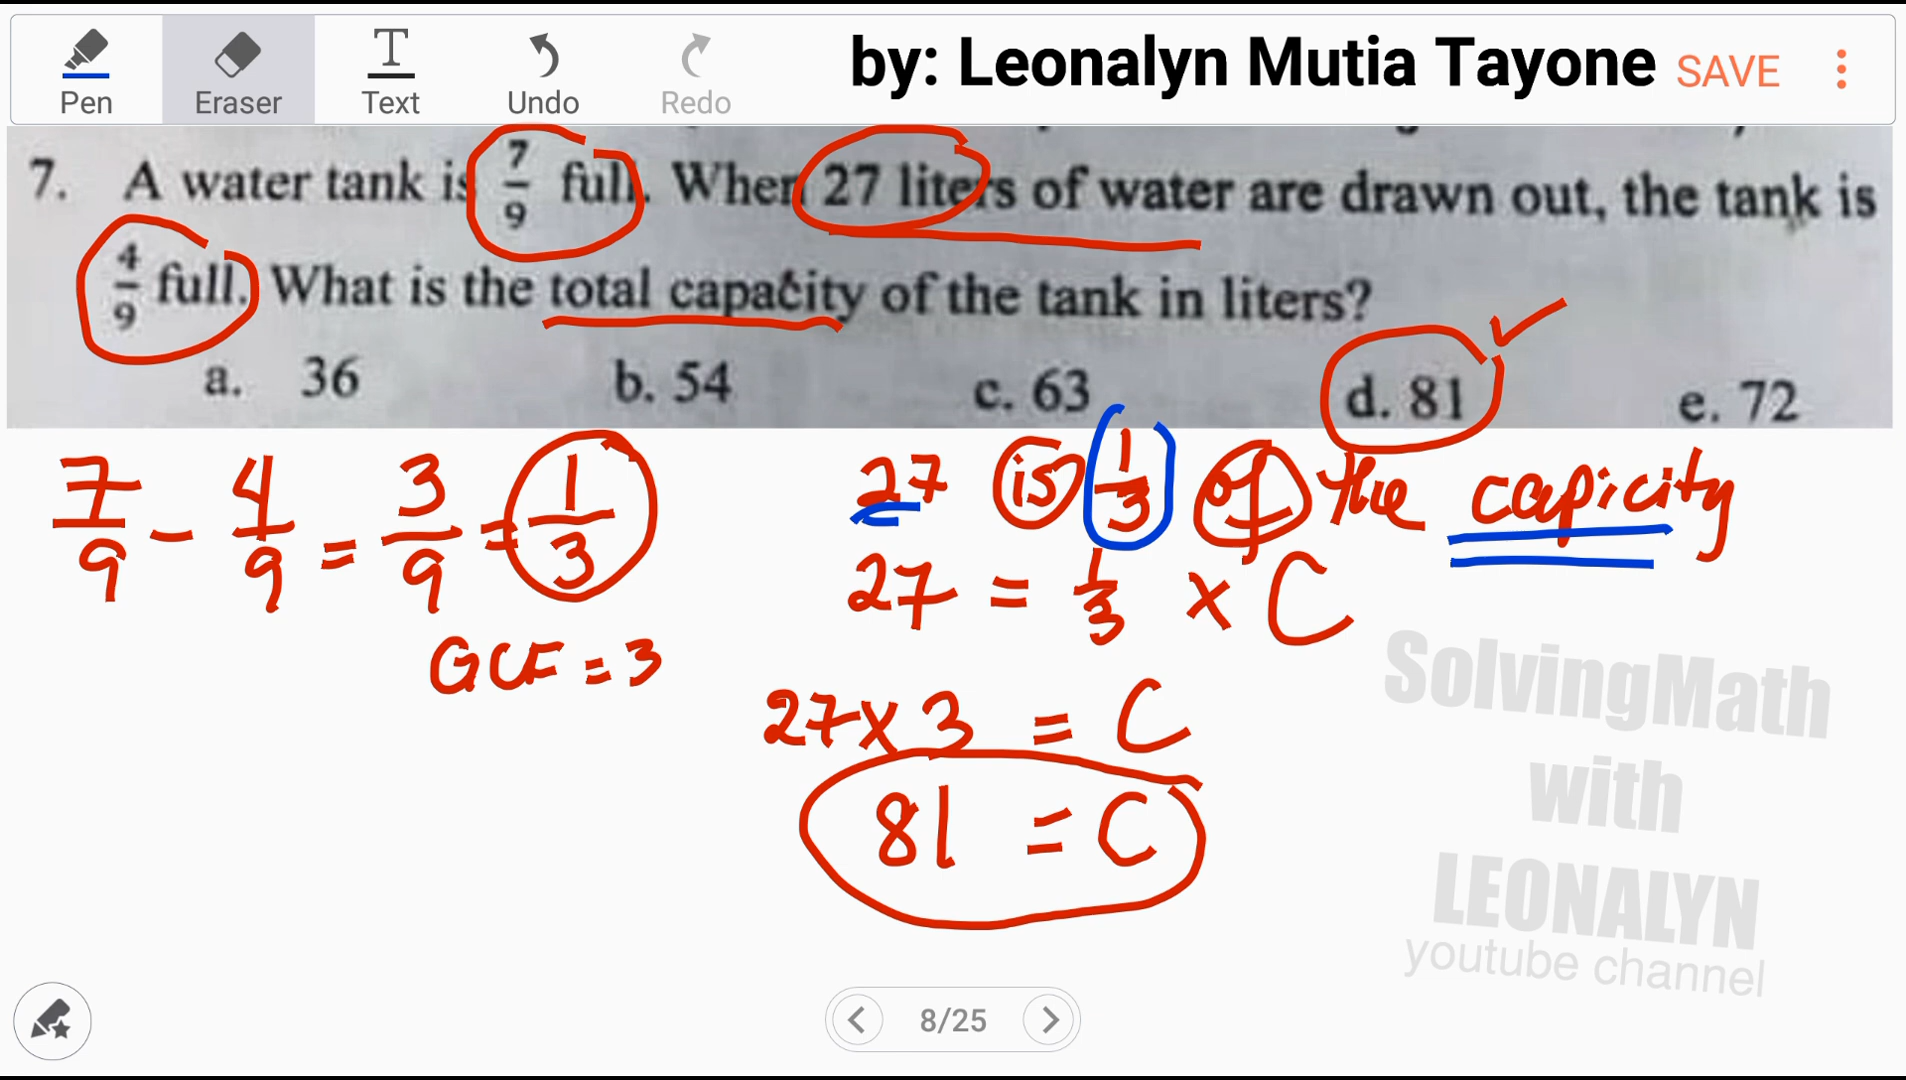 Pen Eraser Text Undo Redo by: Leonalyn Mutia Tayone SAVE
7. A water tank is 7/9 full. When 27 liters of water are drawn out, the tank is
4/9 full. What is the total capacity of the tank in liters?
a. 36 b. 54 c. 63 d. 81 e. 72
7/9 - 4/9 = 3/9 = 1/3
GCF = 3
27 is 1/3 of the capicity
27 = 1/3 x C
27 x 3 = C
81 = C
SolvingMath
with
LEONALYN
youtube channel
8/25